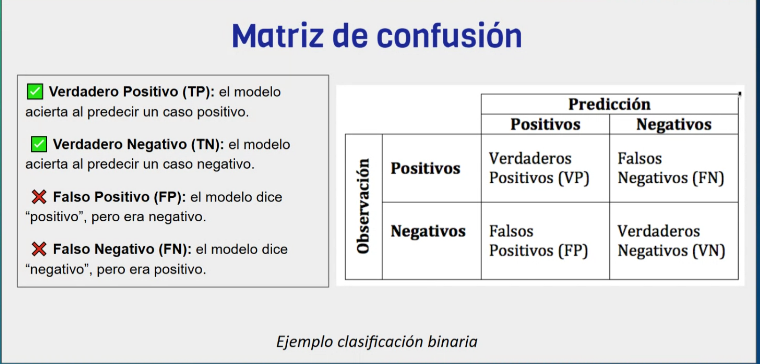 Matriz de confusión
✅ Verdadero Positivo (TP): el modelo
acierta al predecir un caso positivo.
✅ Verdadero Negativo (TN): el modelo
acierta al predecir un caso negativo.
❌ Falso Positivo (FP): el modelo dice
“positivo”, pero era negativo.
❌ Falso Negativo (FN): el modelo dice
“negativo”, pero era positivo.
Predicción
Positivos Negativos
Observación
Positivos Verdaderos Falsos
Positivos (VP) Negativos (FN)
Negativos Falsos Verdaderos
Positivos (FP) Negativos (VN)
Ejemplo clasificación binaria